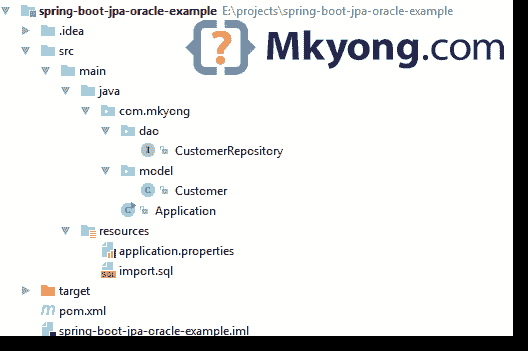 spring-boot-jpa-oracle-example E:\projects\spring-boot-jpa-oracle-example
.idea
Mkyong.com
src
main
java
com.mkyong
dao
CustomerRepository
model
Customer
Application
resources
application.properties
import.sql
target
pom.xml
spring-boot-jpa-oracle-example.iml